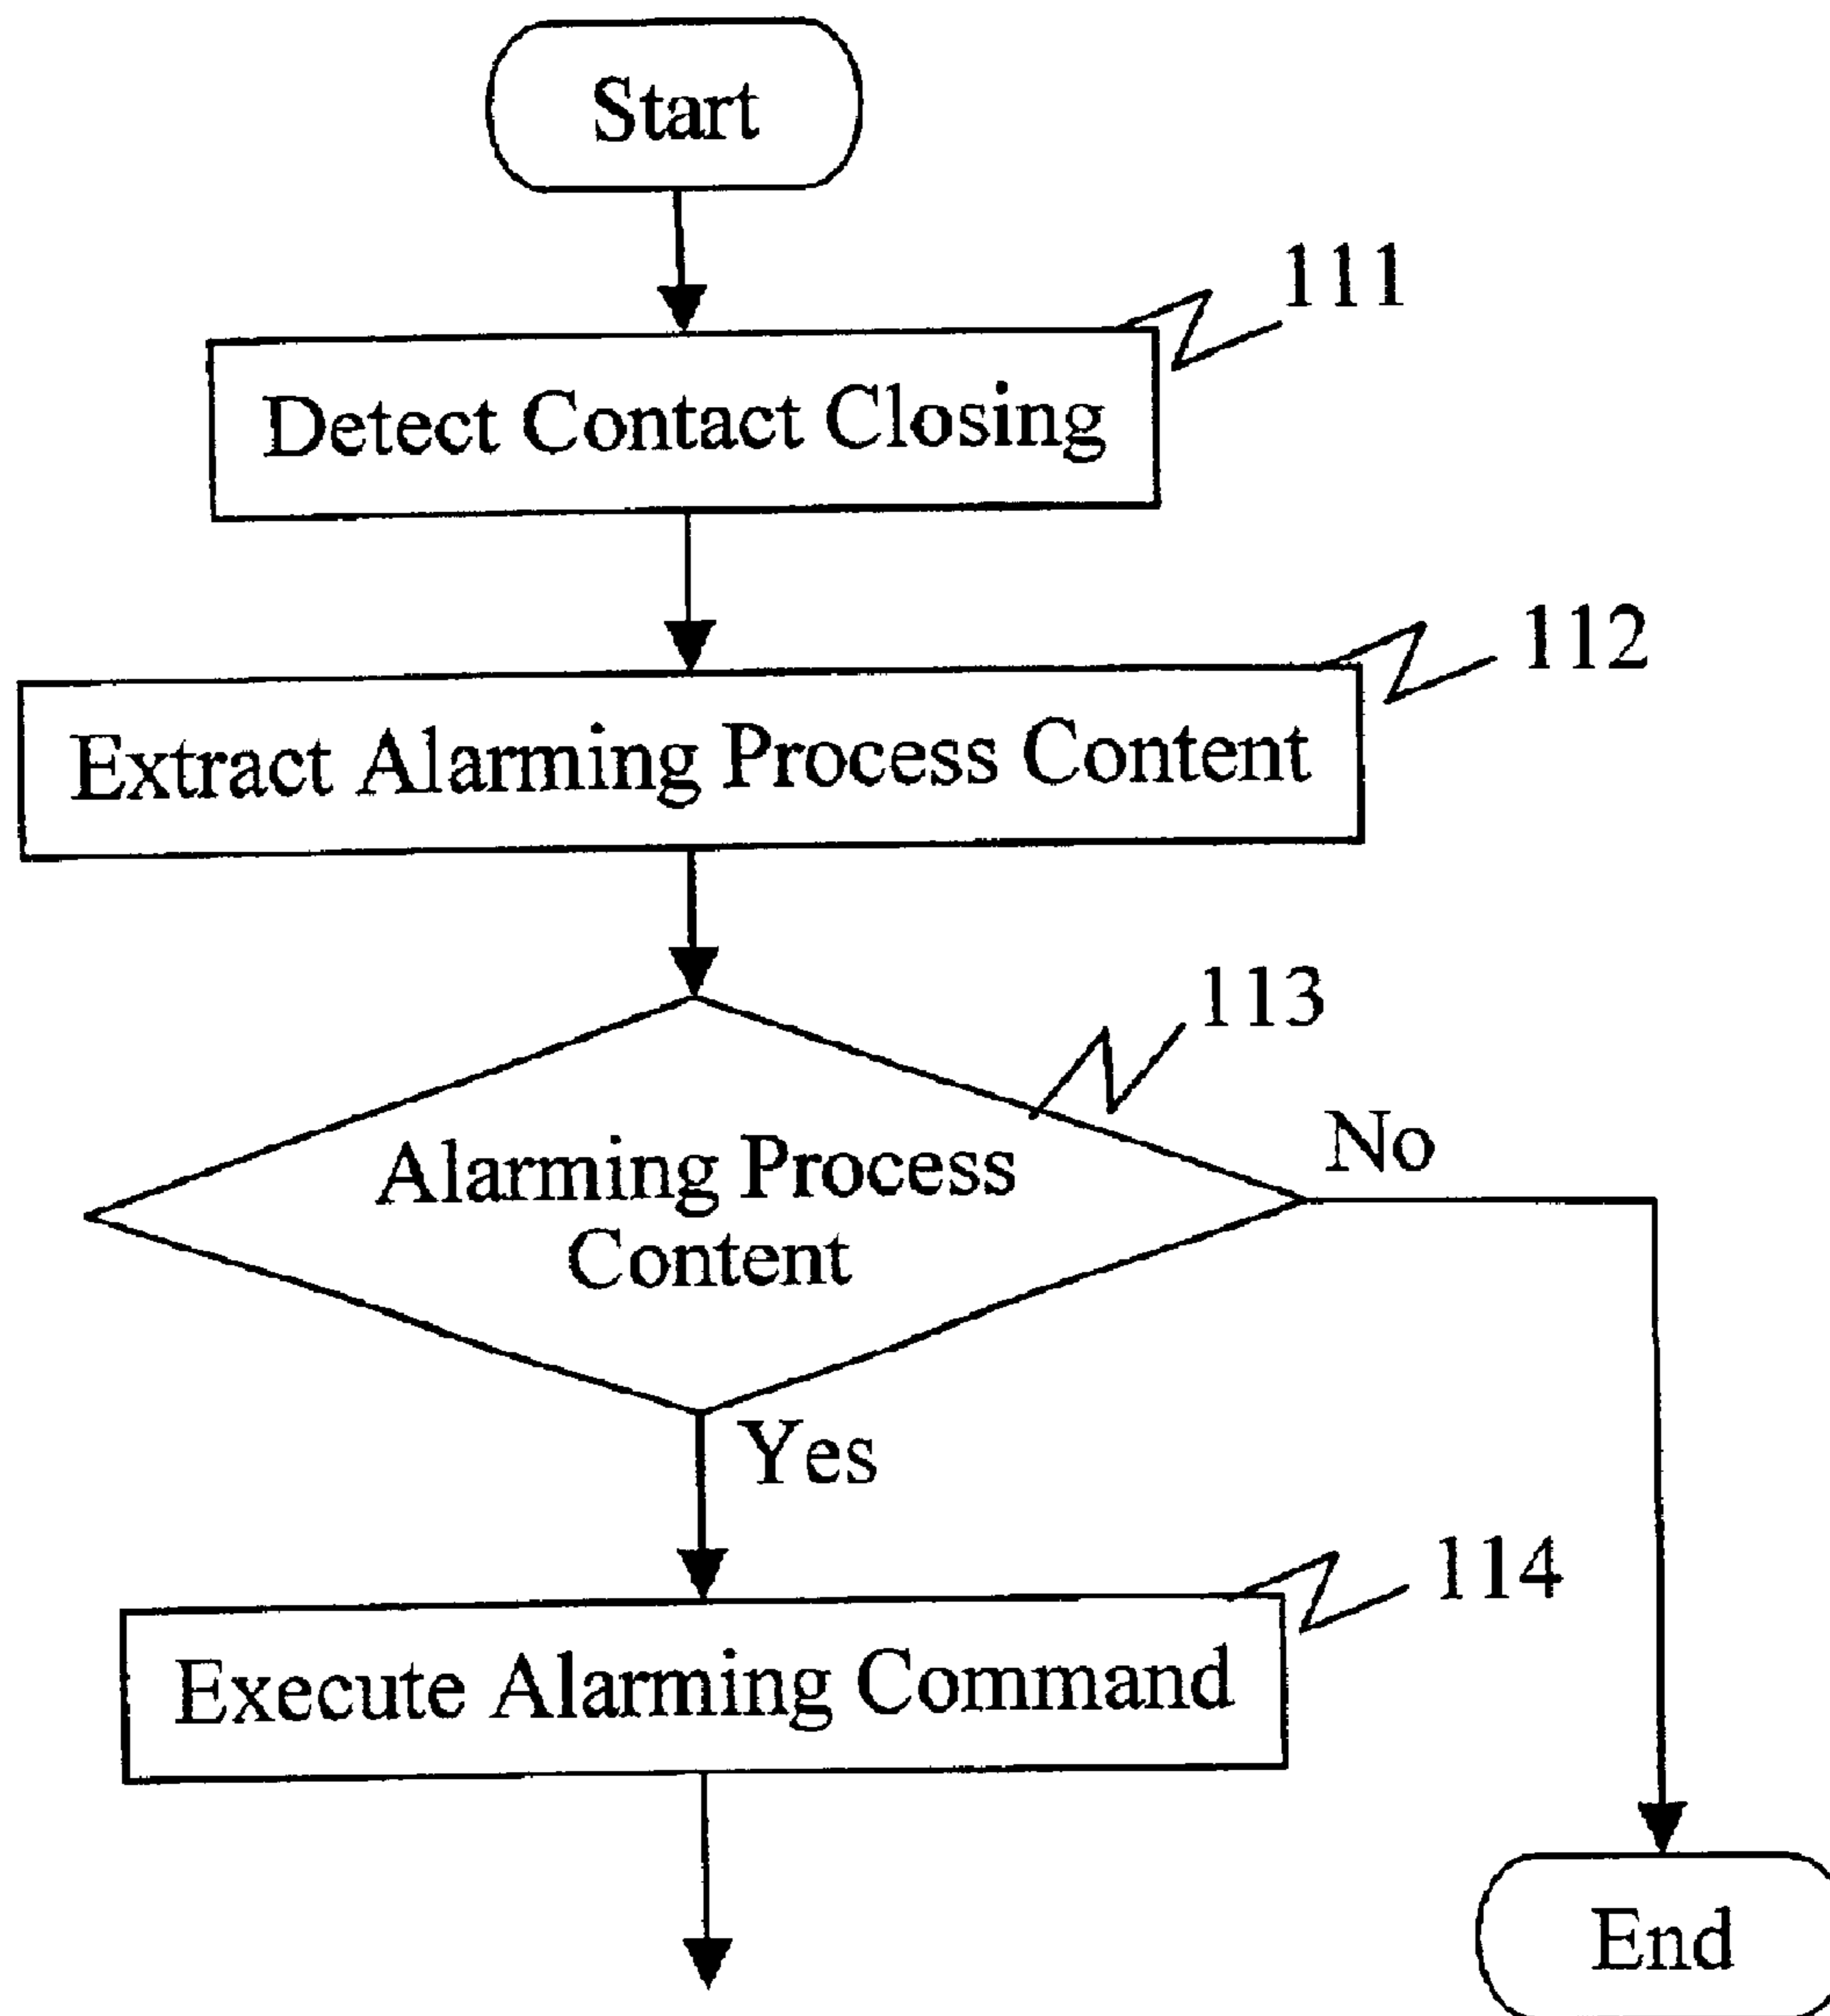 Start
111
Detect Contact Closing
112
Extract Alarming Process Content
113
Alarming Process
Content
No
Yes
114
Execute Alarming Command
End